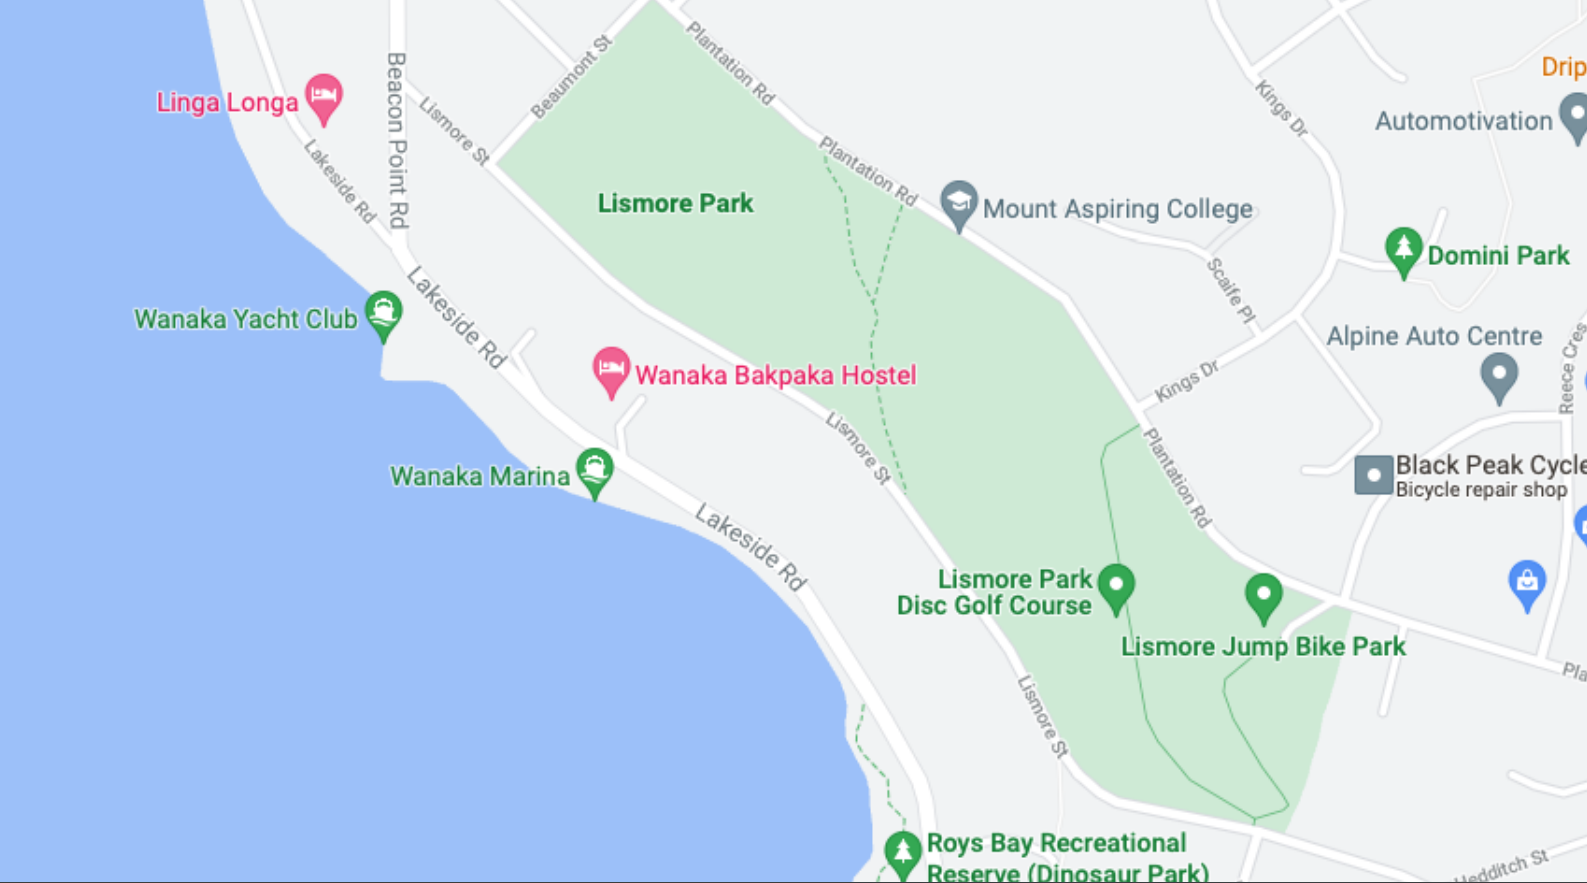 Plantation Rd
Beaumont St
Drip
Linga Longa
Beacon Point Rd
Lismore St
Kings Dr
Automotivation
Lakeside Rd
Plantation Rd
Lismore Park
Mount Aspiring College
Domini Park
Scaife Pl
Wanaka Yacht Club
Lakeside Rd
Alpine Auto Centre
Reece Cres
Wanaka Bakpaka Hostel
Kings Dr
Lismore St
Plantation Rd
Black Peak Cycle
Bicycle repair shop
Wanaka Marina
Lakeside Rd
Lismore Park
Disc Golf Course
Lismore Jump Bike Park
Pla
Lismore St
Roys Bay Recreational
Reserve (Dinosaur Park)
Hedditch St